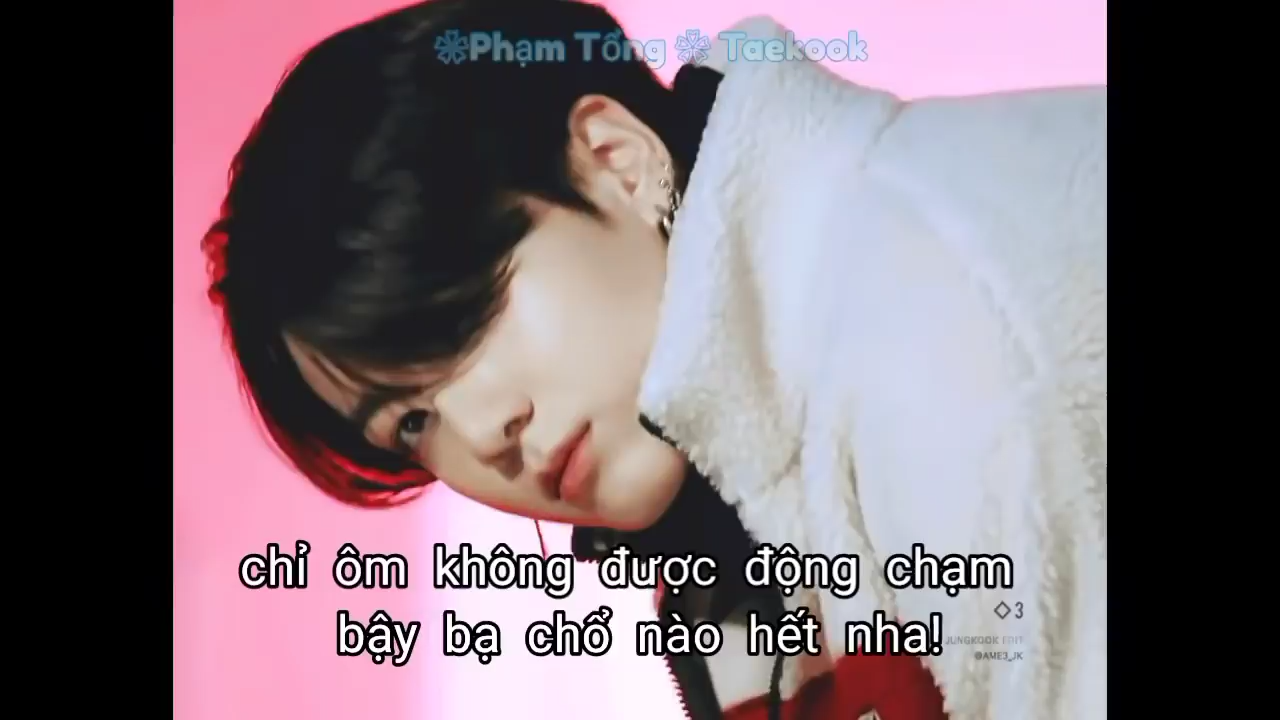 ❇Phạm Tổng ❇ Taekook
chỉ ôm không được động chạm
bậy bạ chổ nào hết nha!
◇3
JUNGKOOK EDIT
@AME3_JK